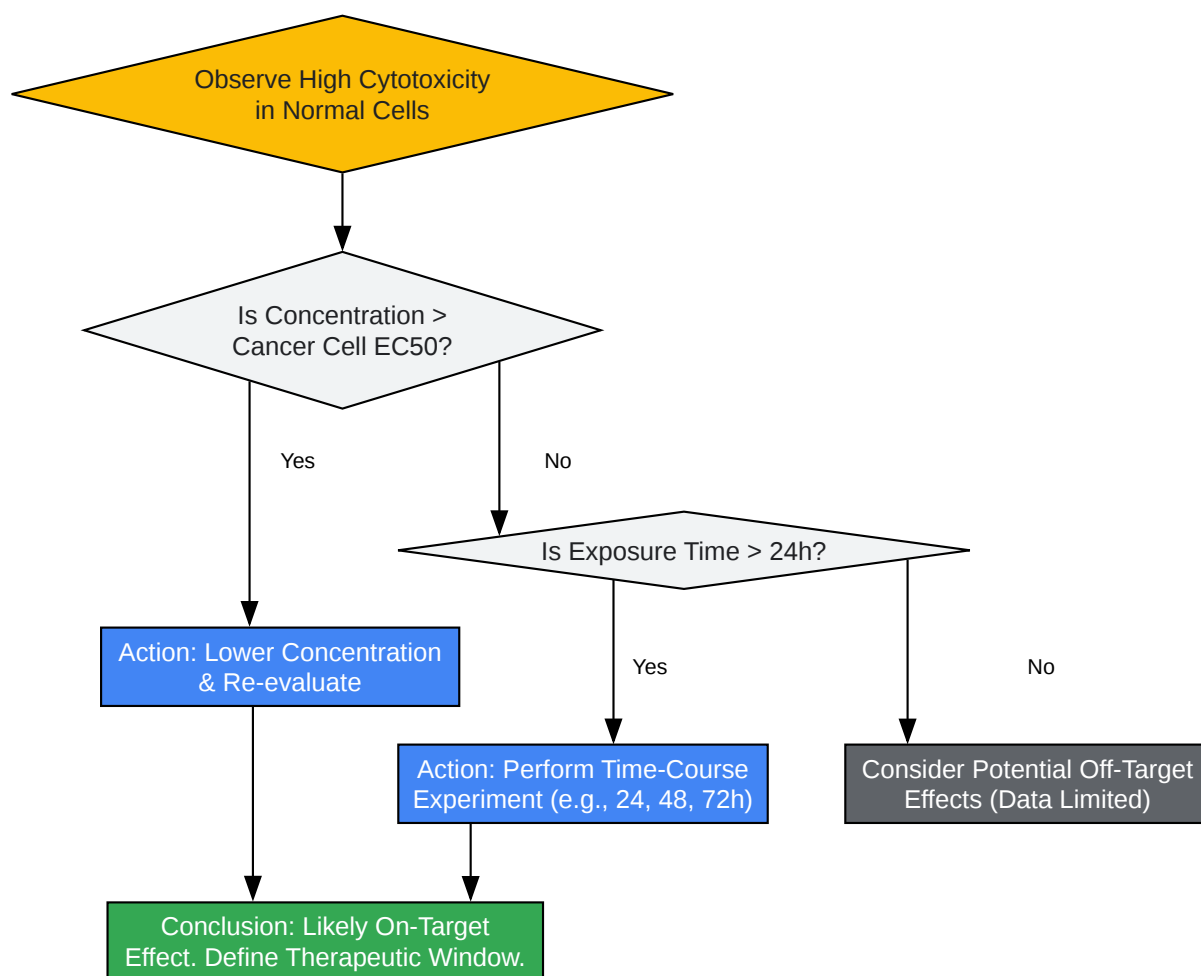 Observe High Cytotoxicity
in Normal Cells
Is Concentration >
Cancer Cell EC50?
Yes
No
Is Exposure Time > 24h?
Action: Lower Concentration
& Re-evaluate
Yes
No
Action: Perform Time-Course
Experiment (e.g., 24, 48, 72h)
Consider Potential Off-Target
Effects (Data Limited)
Conclusion: Likely On-Target
Effect. Define Therapeutic Window.